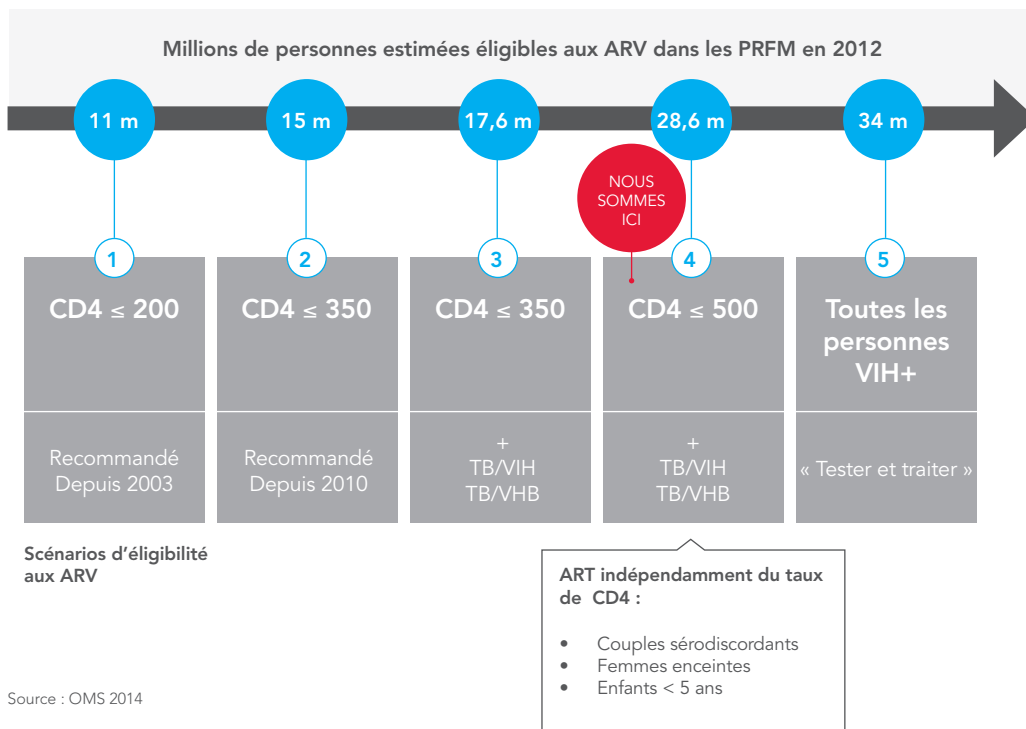 Millions de personnes estimées éligibles aux ARV dans les PRFM en 2012
11 m
15 m
17,6 m
28,6 m
34 m
NOUS
SOMMES
ICI
1
2
3
4
5
CD4 ≤ 200
CD4 ≤ 350
CD4 ≤ 350
CD4 ≤ 500
Toutes les
personnes
VIH+
Recommandé
Depuis 2003
Recommandé
Depuis 2010
+
TB/VIH
TB/VHB
+
TB/VIH
TB/VHB
« Tester et traiter »
Scénarios d'éligibilité
aux ARV
ART indépendamment du taux
de CD4 :
• Couples sérodiscordants
• Femmes enceintes
• Enfants < 5 ans
Source : OMS 2014